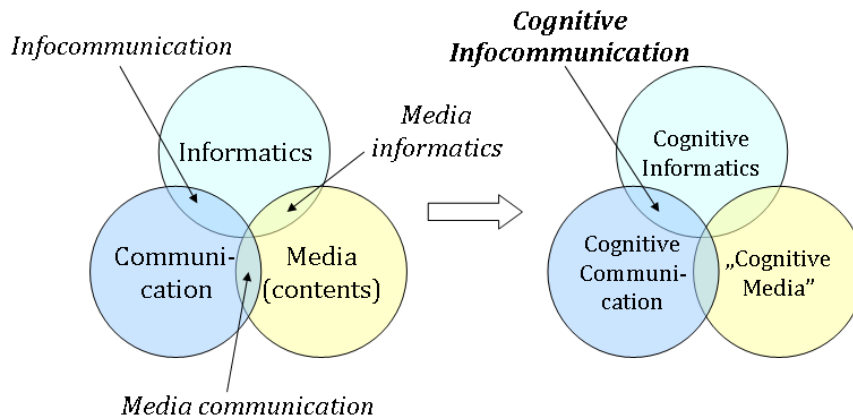 Infocommunication
Informatics
Media
informatics
Communi-
cation
Media
(contents)
Media communication
Cognitive
Infocommunication
Cognitive
Informatics
Cognitive
Communi-
cation
„Cognitive
Media”